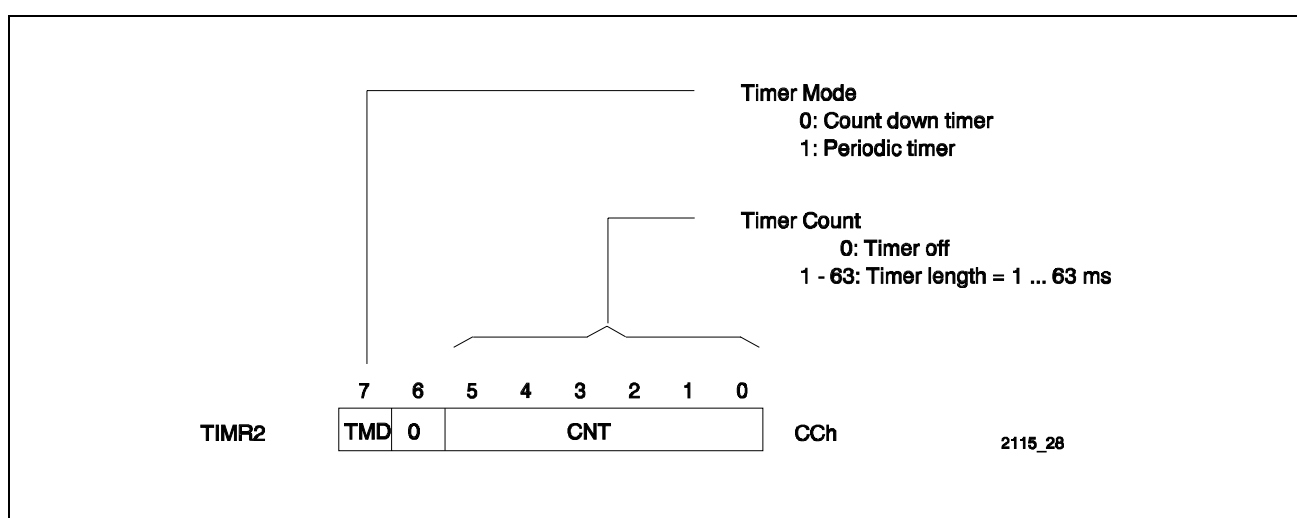 Timer Mode
0: Count down timer
1: Periodic timer
Timer Count
0: Timer off
1 - 63: Timer length = 1 ... 63 ms
7 6 5 4 3 2 1 0
TIMR2 TMD 0 CNT CCh
2115_28